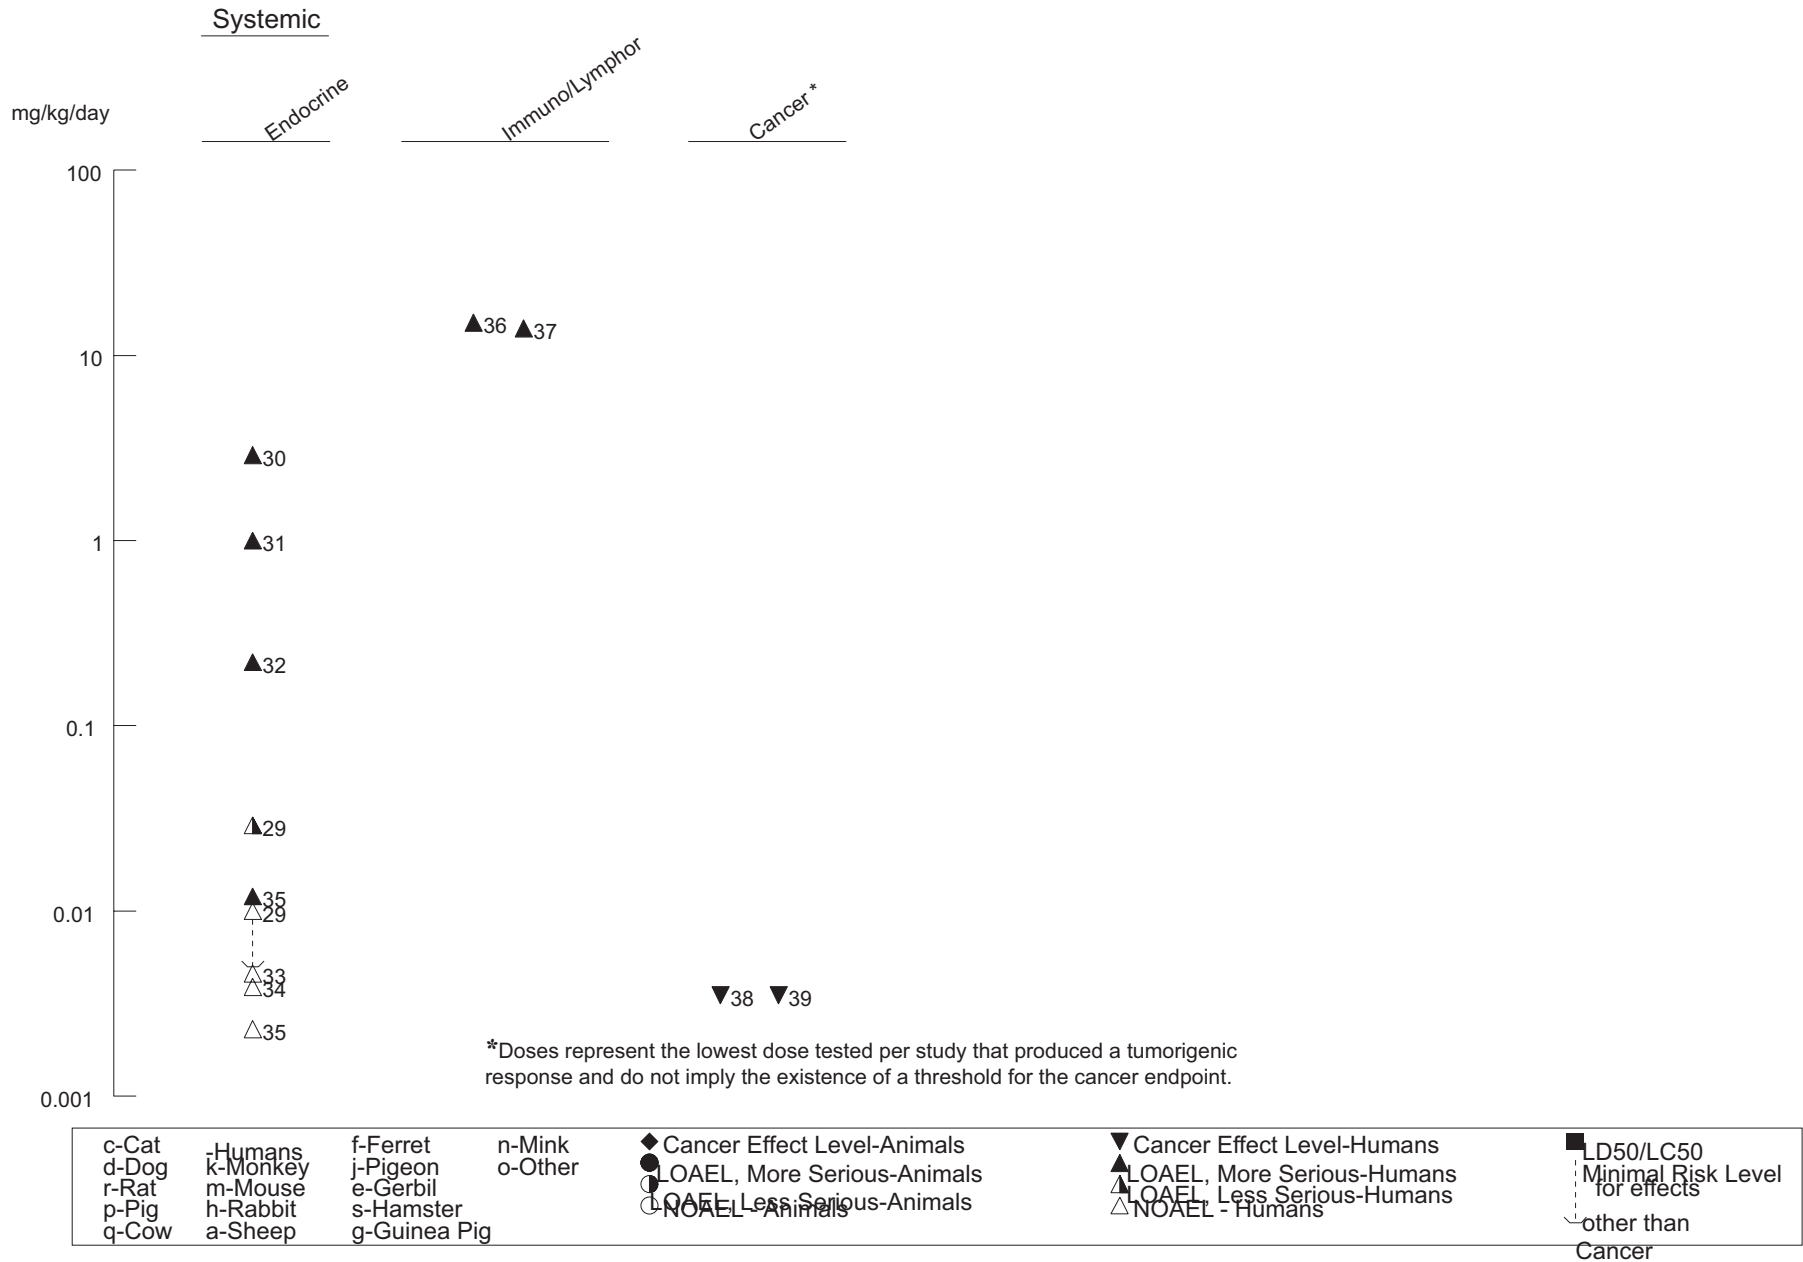 Systemic
mg/kg/day
Endocrine
Immuno/Lymphor
Cancer *
100
10
1
0.1
0.01
0.001
36
37
30
31
32
29
35
29
33
34
35
38
39
*Doses represent the lowest dose tested per study that produced a tumorigenic
response and do not imply the existence of a threshold for the cancer endpoint.
c-Cat
d-Dog
r-Rat
p-Pig
q-Cow
-Humans
k-Monkey
m-Mouse
h-Rabbit
a-Sheep
f-Ferret
j-Pigeon
e-Gerbil
s-Hamster
g-Guinea Pig
n-Mink
o-Other
Cancer Effect Level-Animals
LOAEL, More Serious-Animals
LOAEL, Less Serious-Animals
NOAEL - Animals
Cancer Effect Level-Humans
LOAEL, More Serious-Humans
LOAEL, Less Serious-Humans
NOAEL - Humans
LD50/LC50
Minimal Risk Level
for effects
other than
Cancer